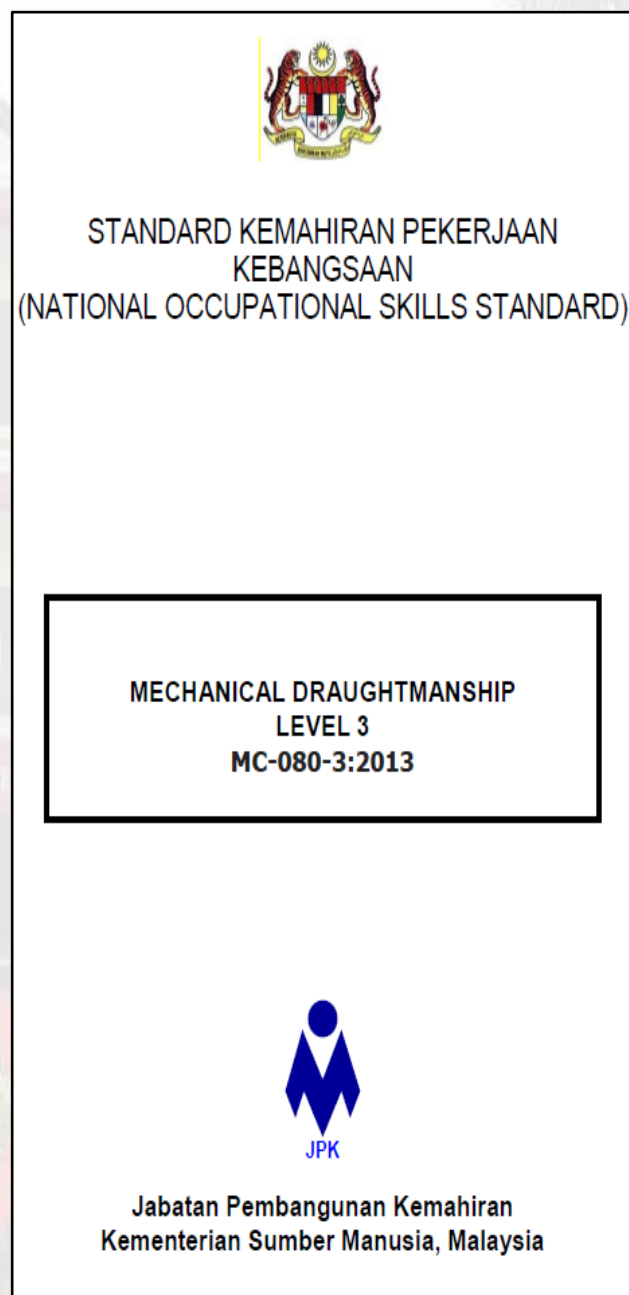 STANDARD KEMAHIRAN PEKERJAAN
KEBANGSAAN
(NATIONAL OCCUPATIONAL SKILLS STANDARD)
MECHANICAL DRAUGHTMANSHIP
LEVEL 3
MC-080-3:2013
JPK
Jabatan Pembangunan Kemahiran
Kementerian Sumber Manusia, Malaysia